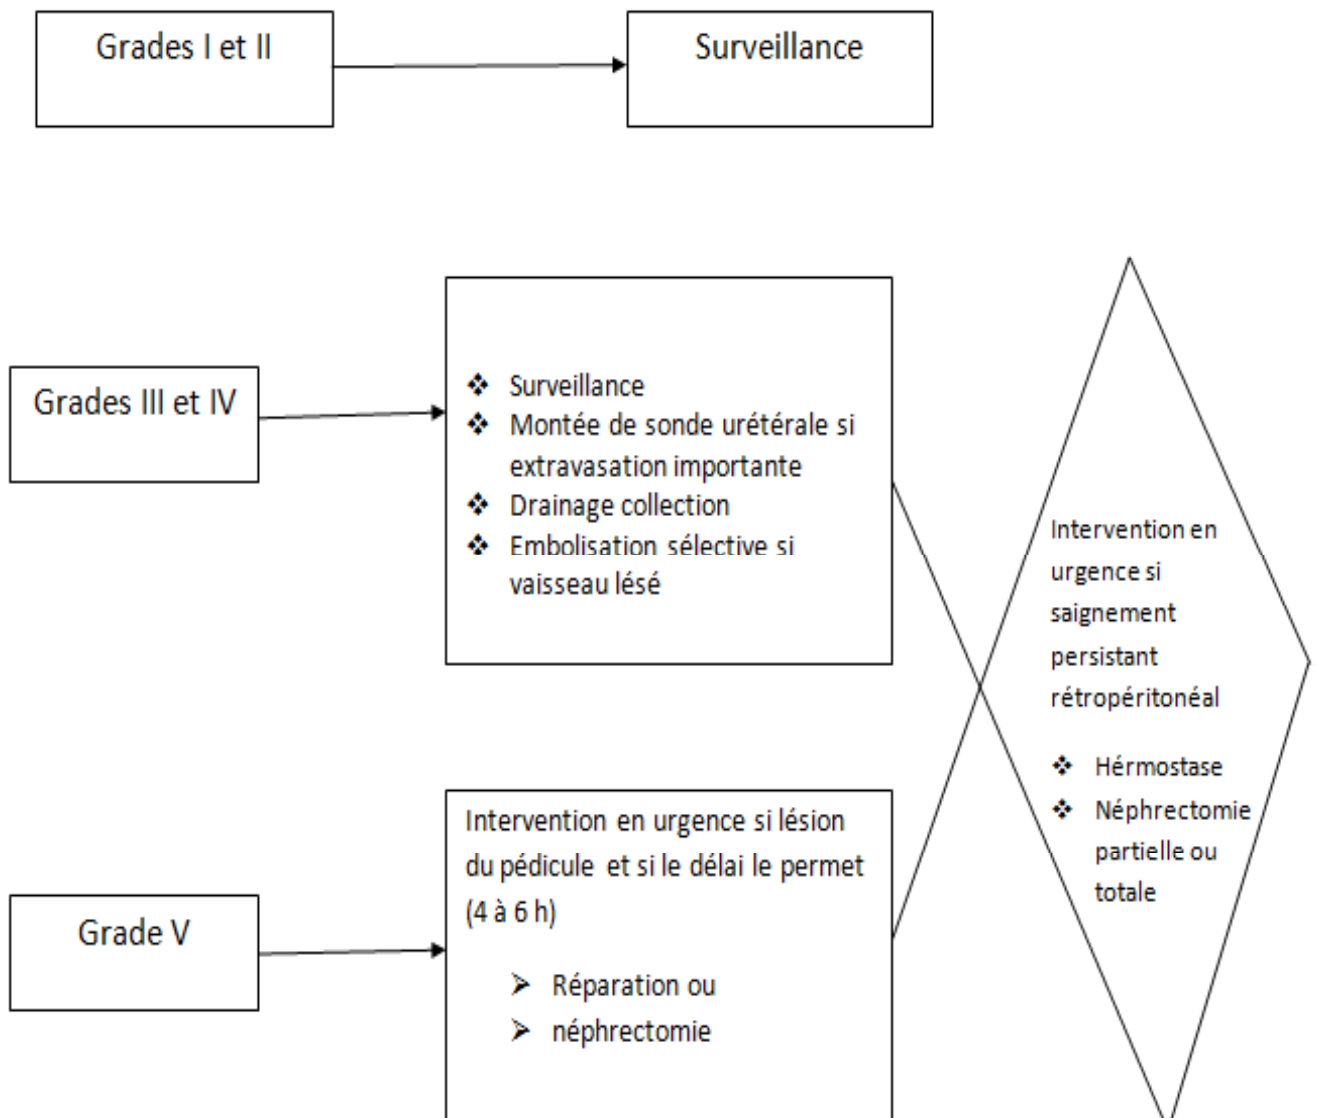 Grades I et II
Surveillance
Grades III et IV
❖ Surveillance
❖ Montée de sonde urétérale si
extravasation importante
❖ Drainage collection
❖ Embolisation sélective si
vaisseau lésé
Intervention en
urgence si
saignement
persistant
rétropéritonéal
❖ Hérmostase
❖ Néphrectomie
partielle ou
totale
Grade V
Intervention en urgence si lésion
du pédicule et si le délai le permet
(4 à 6 h)
➢ Réparation ou
➢ néphrectomie